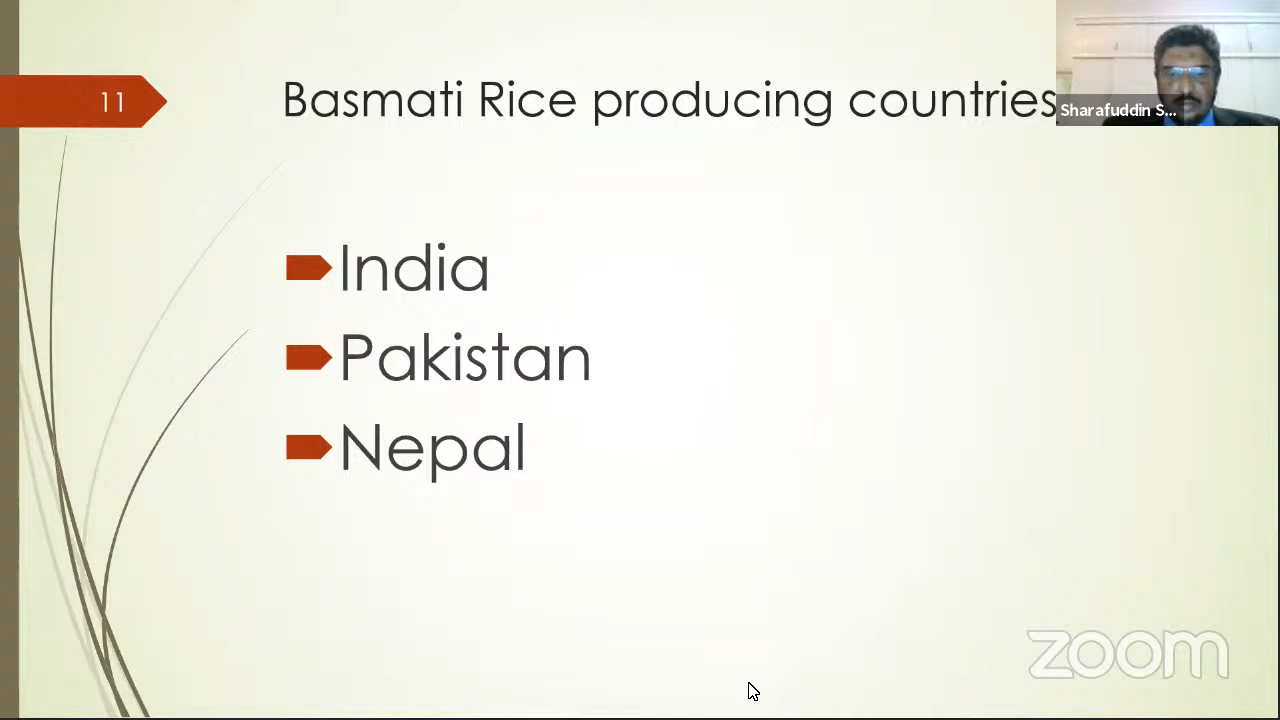 11
Basmati Rice producing countries
Sharafuddin S...
India
Pakistan
Nepal
zoom